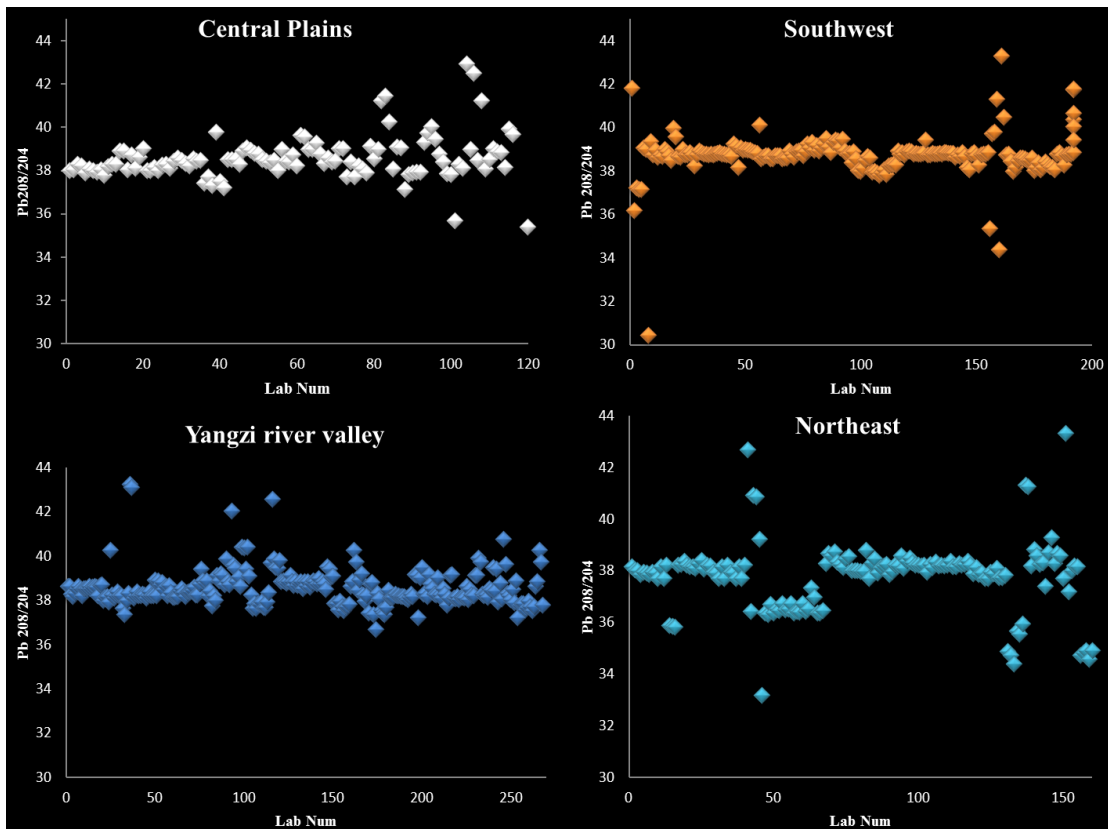 Central Plains
44
42
40
38
36
34
32
30
Pb208/204
0 20 40 60 80 100 120
Lab Num
Southwest
44
42
40
38
36
34
32
30
Pb 208/204
0 50 100 150 200
Lab Num
Yangzi river valley
44
42
40
38
36
34
32
30
Pb 208/204
0 50 100 150 200 250
Lab Num
Northeast
44
42
40
38
36
34
32
30
Pb 208/204
0 50 100 150
Lab Num